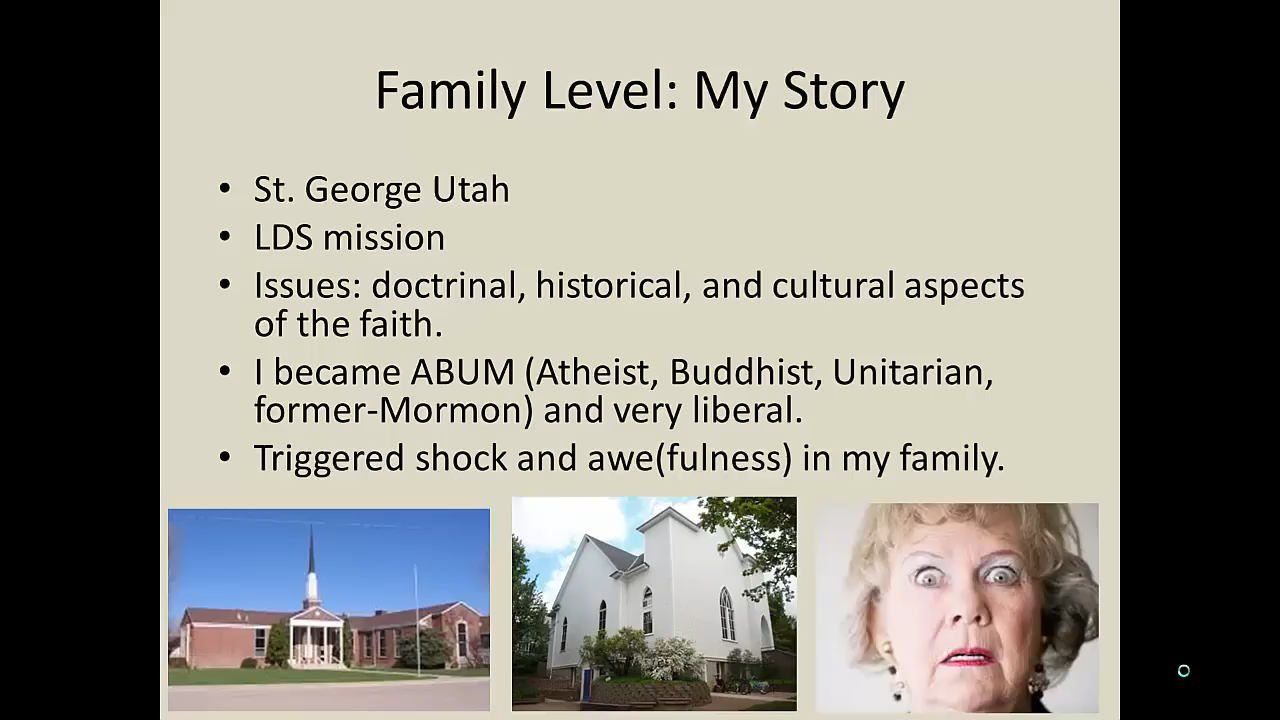 Family Level: My Story
• St. George Utah
• LDS mission
• Issues: doctrinal, historical, and cultural aspects
of the faith.
• I became ABUM (Atheist, Buddhist, Unitarian,
former-Mormon) and very liberal.
• Triggered shock and awe(fulness) in my family.